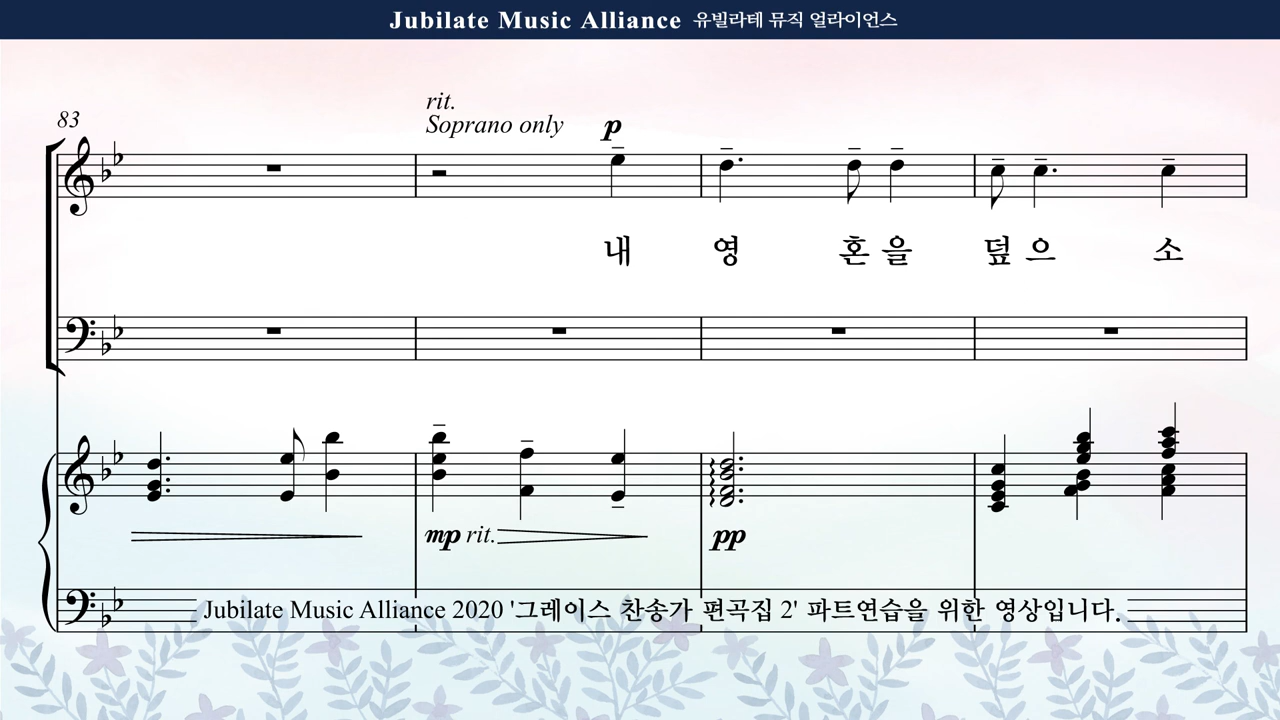 Jubilate Music Alliance 유빌라테 뮤직 얼라이언스
83
rit.
Soprano only p
내 영 혼을 덮으 소
mp rit.
pp
Jubilate Music Alliance 2020 '그레이스 찬송가 편곡집 2' 파트연습을 위한 영상입니다.